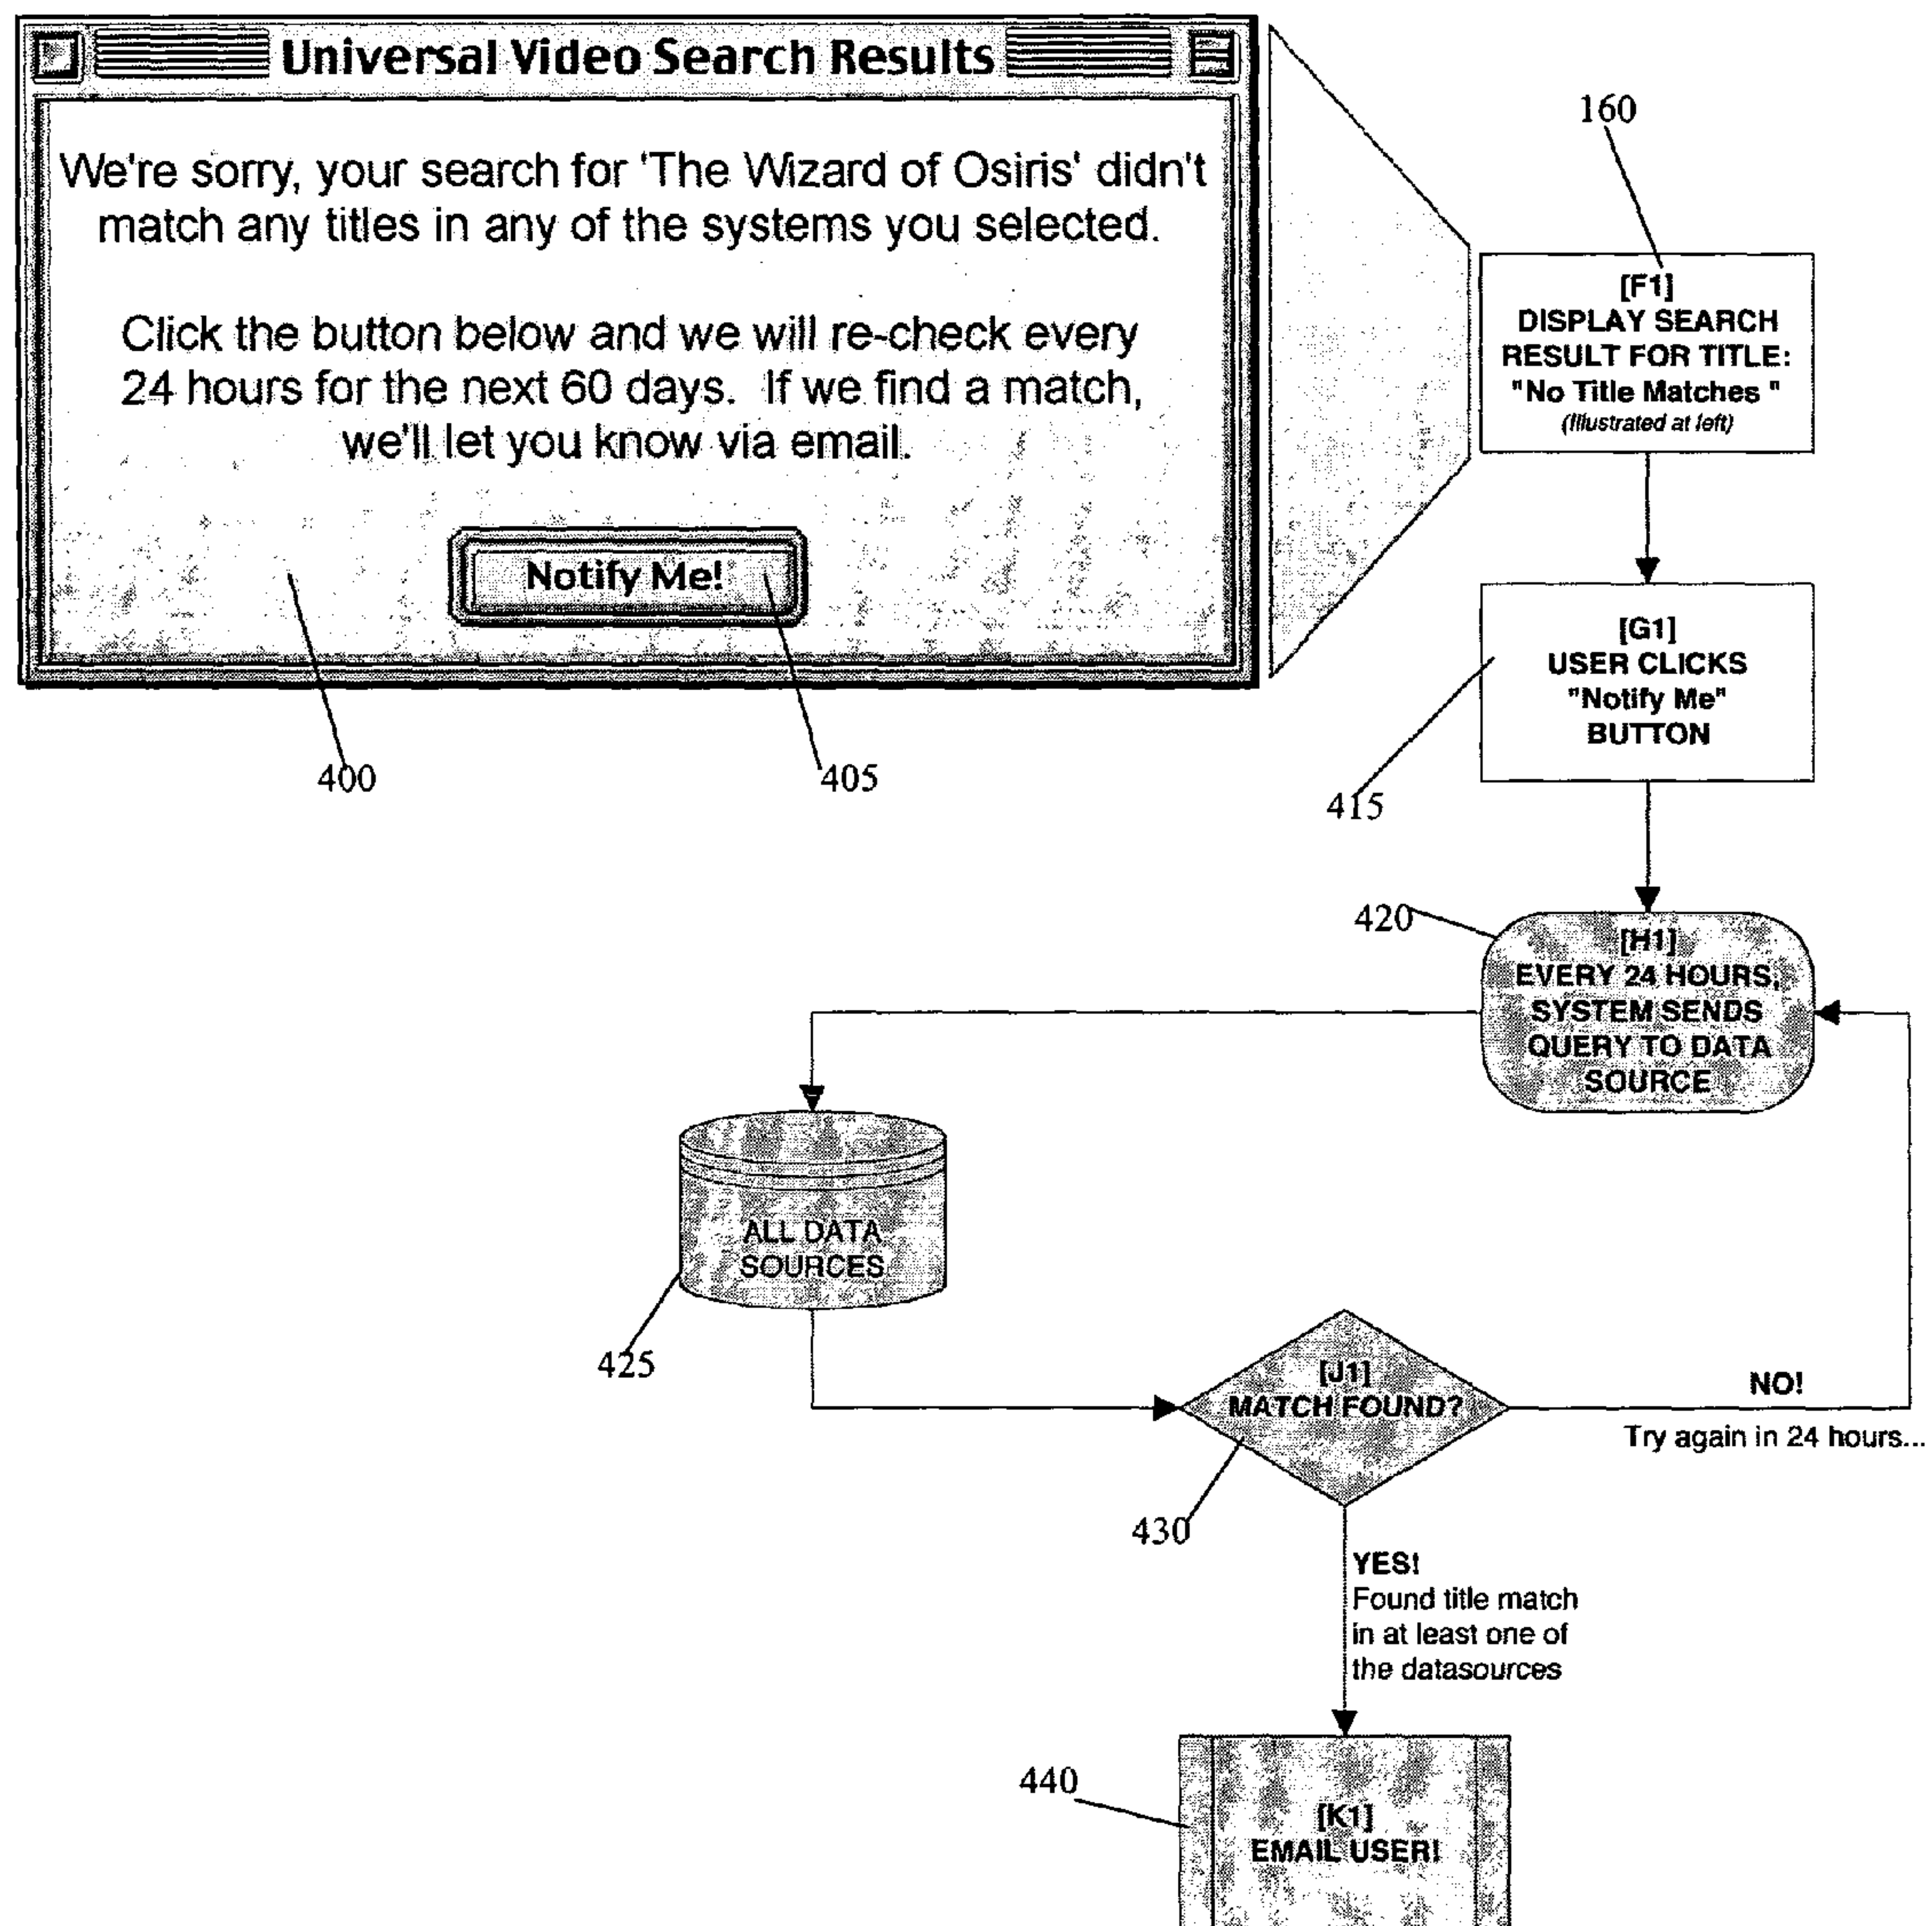 Universal Video Search Results
We're sorry, your search for 'The Wizard of Osiris' didn't
match any titles in any of the systems you selected.
Click the button below and we will re-check every
24 hours for the next 60 days. If we find a match,
we'll let you know via email.
Notify Me!
400
405
160
[F1]
DISPLAY SEARCH
RESULT FOR TITLE:
"No Title Matches "
(Illustrated at left)
[G1]
USER CLICKS
"Notify Me"
BUTTON
415
420
[H1]
EVERY 24 HOURS,
SYSTEM SENDS
QUERY TO DATA
SOURCE
ALL DATA
SOURCES
425
[J1]
MATCH FOUND?
430
NO!
Try again in 24 hours...
YES!
Found title match
in at least one of
the datasources
440
[K1]
EMAIL USER!